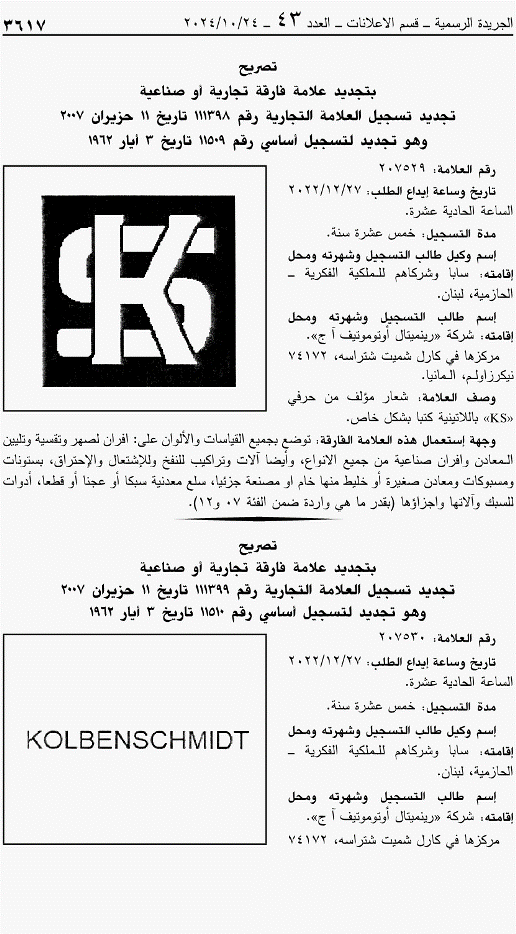 الجريدة الرسمية ــ قسم الاعلانات ــ العدد ٤٣ ــ ٢٠٢٤/١٠/٢٤
٣٦١٧
تصريح
بتجديد علامة فارقة تجارية أو صناعية
تجديد تسجيل العلامة التجارية رقم ١١١٣٩٨ تاريخ ١١ حزيران ٢٠٠٧
وهو تجديد لتسجيل أساسي رقم ١١٥٠٩ تاريخ ٣ أيار ١٩٦٢
رقم العلامة: ٢٠٧٥٢٩
تاريخ وساعة إيداع الطلب: ٢٠٢٢/١٢/٢٧
الساعة الحادية عشرة.
مدة التسجيل: خمس عشرة سنة.
إسم وكيل طالب التسجيل وشهرته ومحل
إقامته: سابا وشركاهم للملكية الفكرية ــ
الحازمية، لبنان.
إسم طالب التسجيل وشهرته ومحل
إقامته: شركة «رينميتال أوتوموتيف آ ج».
مركزها في كارل شميت شتراسه، ٧٤١٧٢
نيكرزاولم، المانيا.
وصف العلامة: شعار مؤلف من حرفي
«KS» باللاتينية كتبا بشكل خاص.
KS
وجهة إستعمال هذه العلامة الفارقة: توضع بجميع القياسات والألوان على: افران لصهر وتقسية وتليين
المعادن وافران صناعية من جميع الانواع، وأيضا آلات وتراكيب للنفخ وللإشتعال والإحتراق، بستونات
ومسبوكات ومعادن صغيرة أو خليط منها خام او مصنعة جزئيا، سلع معدنية سبكا أو عجنا أو قطعا، أدوات
للسبك وآلاتها واجزاؤها (بقدر ما هي واردة ضمن الفئة ٠٧ و١٢).
تصريح
بتجديد علامة فارقة تجارية أو صناعية
تجديد تسجيل العلامة التجارية رقم ١١١٣٩٩ تاريخ ١١ حزيران ٢٠٠٧
وهو تجديد لتسجيل أساسي رقم ١١٥١٠ تاريخ ٣ أيار ١٩٦٢
رقم العلامة: ٢٠٧٥٣٠
تاريخ وساعة إيداع الطلب: ٢٠٢٢/١٢/٢٧
الساعة الحادية عشرة.
مدة التسجيل: خمس عشرة سنة.
إسم وكيل طالب التسجيل وشهرته ومحل
إقامته: سابا وشركاهم للملكية الفكرية ــ
الحازمية، لبنان.
إسم طالب التسجيل وشهرته ومحل
إقامته: شركة «رينميتال أوتوموتيف آ ج».
مركزها في كارل شميت شتراسه، ٧٤١٧٢
KOLBENSCHMIDT